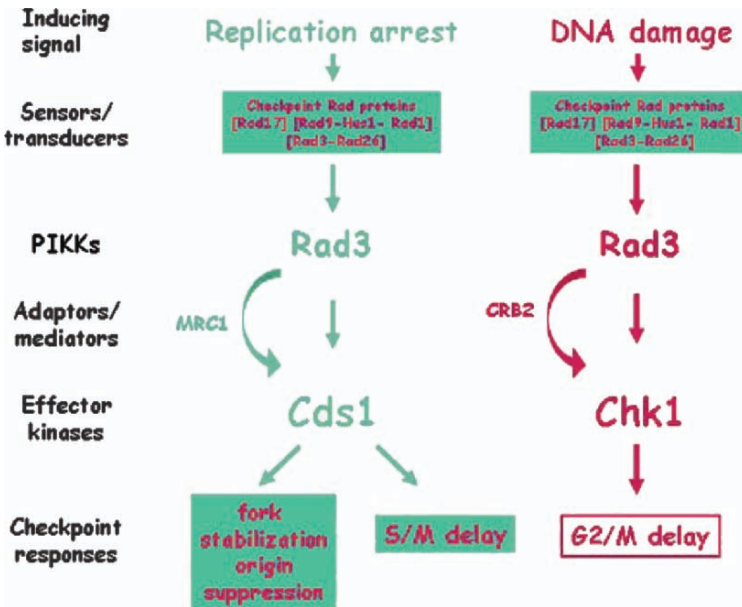 Inducing
signal
Replication arrest
DNA damage
Sensors/
transducers
Checkpoint Rad proteins
[Rad17] [Rad9-Hus1- Rad1]
[Rad3-Rad26]
Checkpoint Rad proteins
[Rad17] [Rad9-Hus1- Rad1]
[Rad3-Rad26]
PIKKs
Rad3
Rad3
Adaptors/
mediators
MRC1
CRB2
Effector
kinases
Cds1
Chk1
Checkpoint
responses
fork
stabilization
origin
suppression
S/M delay
G2/M delay